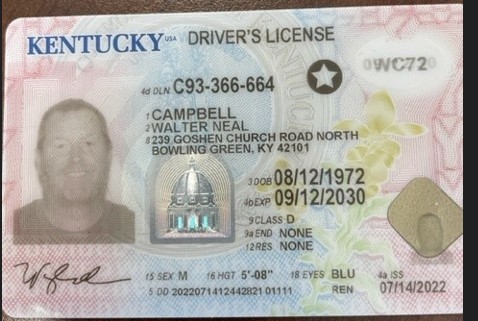 KENTUCKY USA DRIVER'S LICENSE
0WC720
4d DLN C93-366-664
1 CAMPBELL
2 WALTER NEAL
8 239 GOSHEN CHURCH ROAD NORTH
BOWLING GREEN, KY 42101
3 DOB 08/12/1972
4b EXP 09/12/2030
9 CLASS D
9a END NONE
12 RES NONE
15 SEX M 16 HGT 5'-08" 18 EYES BLU 4a ISS
5 DD 2022071412442821 01111 REN 07/14/2022